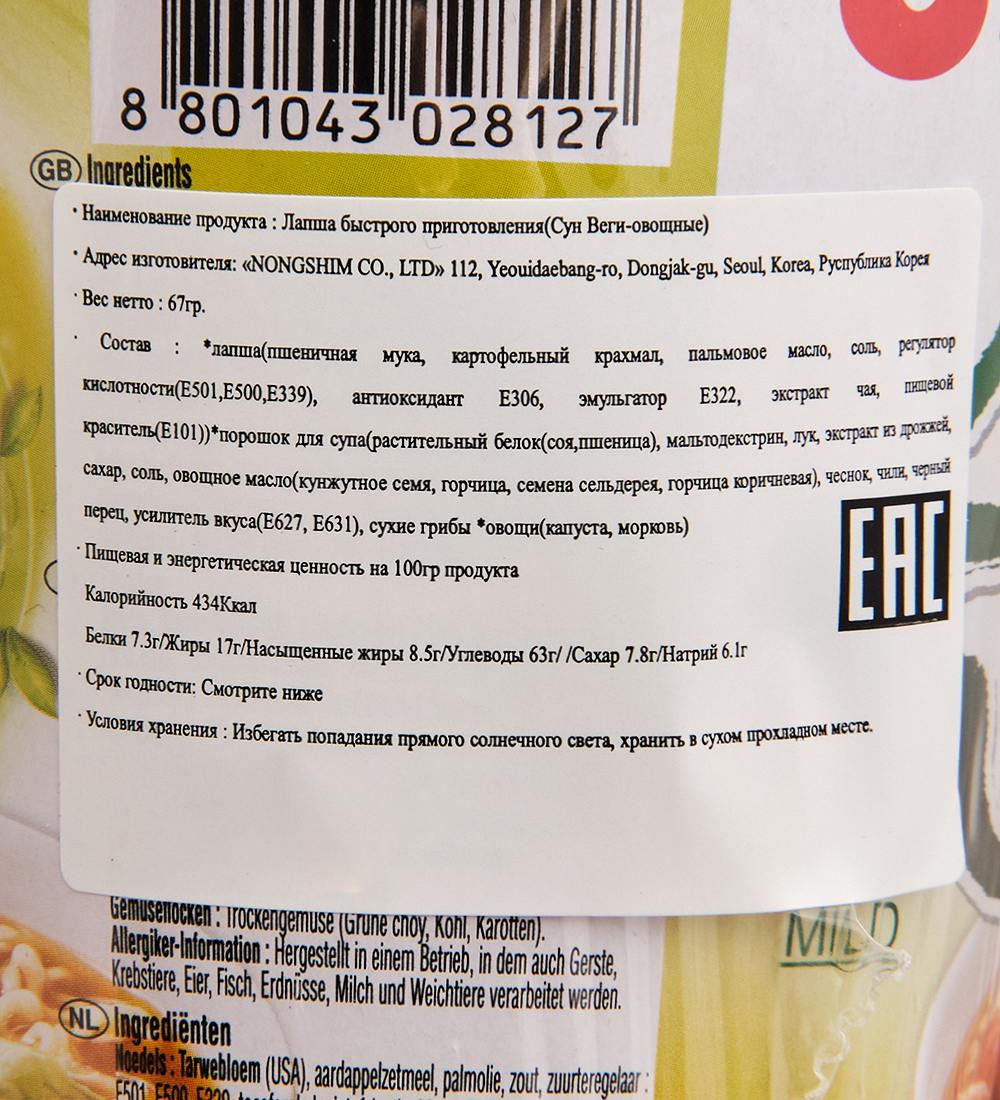 8 801043 028127
GB Ingredients
· Наименование продукта : Лапша быстрого приготовления(Сун Веги-овощные)
· Адрес изготовителя: «NONGSHIM CO., LTD» 112, Yeouidaebang-ro, Dongjak-gu, Seoul, Korea, Руспублика Корея
· Вес нетто : 67гр.
· Состав : *лапша(пшеничная мука, картофельный крахмал, пальмовое масло, соль, регулятор
кислотности(E501,E500,E339), антиоксидант E306, эмульгатор E322, экстракт чая, пищевой
краситель(E101))*порошок для супа(растительный белок(соя,пшеница), мальтодекстрин, лук, экстракт из дрожжей,
сахар, соль, овощное масло(кунжутное семя, горчица, семена сельдерея, горчица коричневая), чеснок, чили, черный
перец, усилитель вкуса(E627, E631), сухие грибы *овощи(капуста, морковь)
· Пищевая и энергетическая ценность на 100гр продукта
Калорийность 434Ккал
Белки 7.3г/Жиры 17г/Насыщенные жиры 8.5г/Углеводы 63г/ /Сахар 7.8г/Натрий 6.1г
· Срок годности: Смотрите ниже
· Условия хранения : Избегать попадания прямого солнечного света, хранить в сухом прохладном месте.
EAC
Gemüseflocken : Trockengemüse (Grüne choy, Kohl, Karotten).
Allergiker-Information : Hergestellt in einem Betrieb, in dem auch Gerste,
Krebstiere, Eier, Fisch, Erdnüsse, Milch und Weichtiere verarbeitet werden.
MILD
NL Ingrediënten
Noedels : Tarwebloem (USA), aardappelzetmeel, palmolie, zout, zuurteregelaar :
E501, E500, E339,